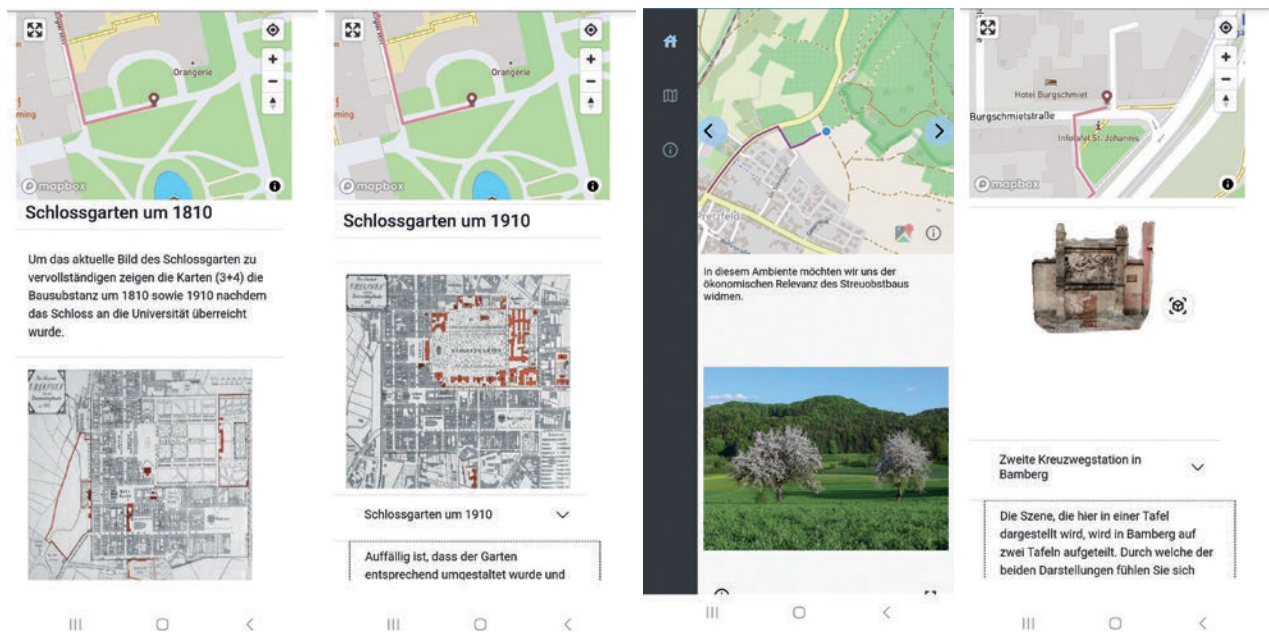 Orangerie
ming
mapbox
Schlossgarten um 1810
Um das aktuelle Bild des Schlossgarten zu
vervollständigen zeigen die Karten (3+4) die
Bausubstanz um 1810 sowie 1910 nachdem
das Schloss an die Universität überreicht
wurde.
Orangerie
ming
mapbox
Schlossgarten um 1910
Schlossgarten um 1910
Auffällig ist, dass der Garten
entsprechend umgestaltet wurde und
Pretzfeld
In diesem Ambiente möchten wir uns der
ökonomischen Relevanz des Streuobstbaus
widmen.
Hotel Burgschmiet
Burgschmietstraße
Infotafel St. Johannis
mapbox
Zweite Kreuzwegstation in
Bamberg
Die Szene, die hier in einer Tafel
dargestellt wird, wird in Bamberg auf
zwei Tafeln aufgeteilt. Durch welche der
beiden Darstellungen fühlen Sie sich